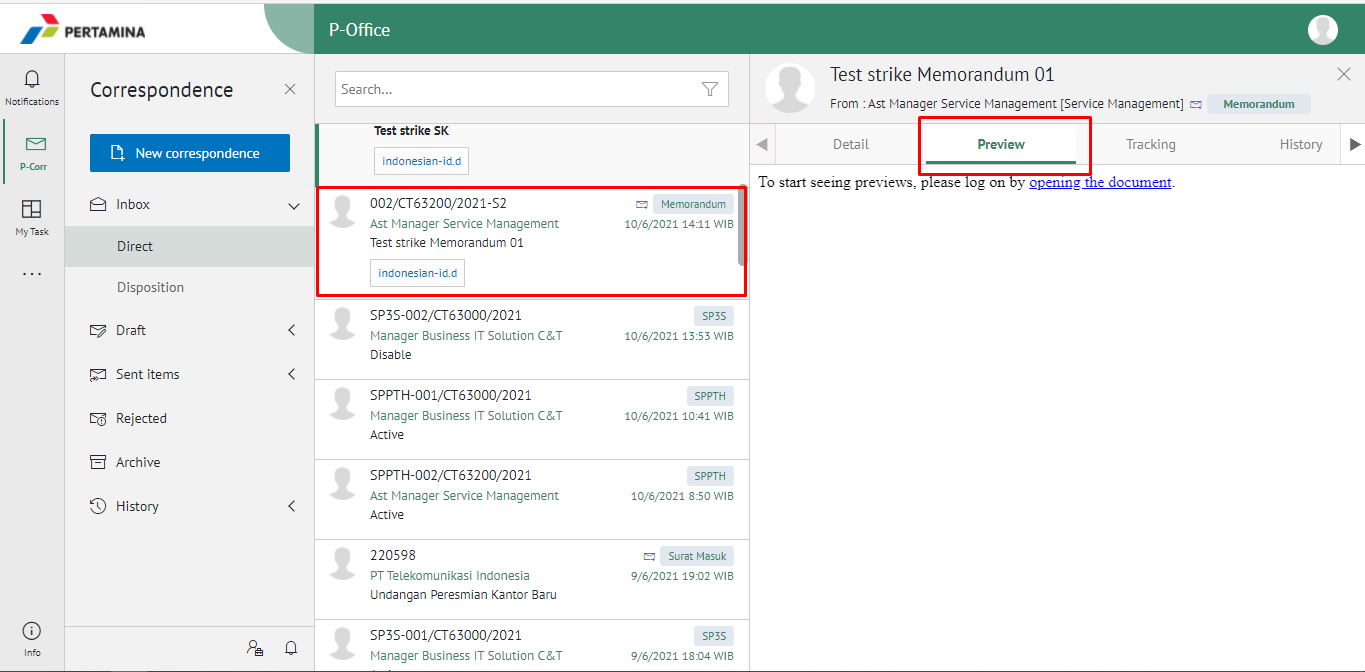 PERTAMINA
P-Office
Notifications
P-Corr
My Task
Info
Correspondence
New correspondence
Inbox
Direct
Disposition
Draft
Sent items
Rejected
Archive
History
Search...
Test strike SK
indonesian-id.d
002/CT63200/2021-S2 Memorandum
Ast Manager Service Management 10/6/2021 14:11 WIB
Test strike Memorandum 01
indonesian-id.d
SP3S-002/CT63000/2021 SP3S
Manager Business IT Solution C&T 10/6/2021 13:53 WIB
Disable
SPPTH-001/CT63000/2021 SPPTH
Manager Business IT Solution C&T 10/6/2021 10:41 WIB
Active
SPPTH-002/CT63200/2021 SPPTH
Ast Manager Service Management 10/6/2021 8:50 WIB
Active
220598 Surat Masuk
PT Telekomunikasi Indonesia 9/6/2021 19:02 WIB
Undangan Peresmian Kantor Baru
SP3S-001/CT63000/2021 SP3S
Manager Business IT Solution C&T 9/6/2021 18:04 WIB
Test strike Memorandum 01
From : Ast Manager Service Management [Service Management] Memorandum
Detail Preview Tracking History
To start seeing previews, please log on by opening the document.